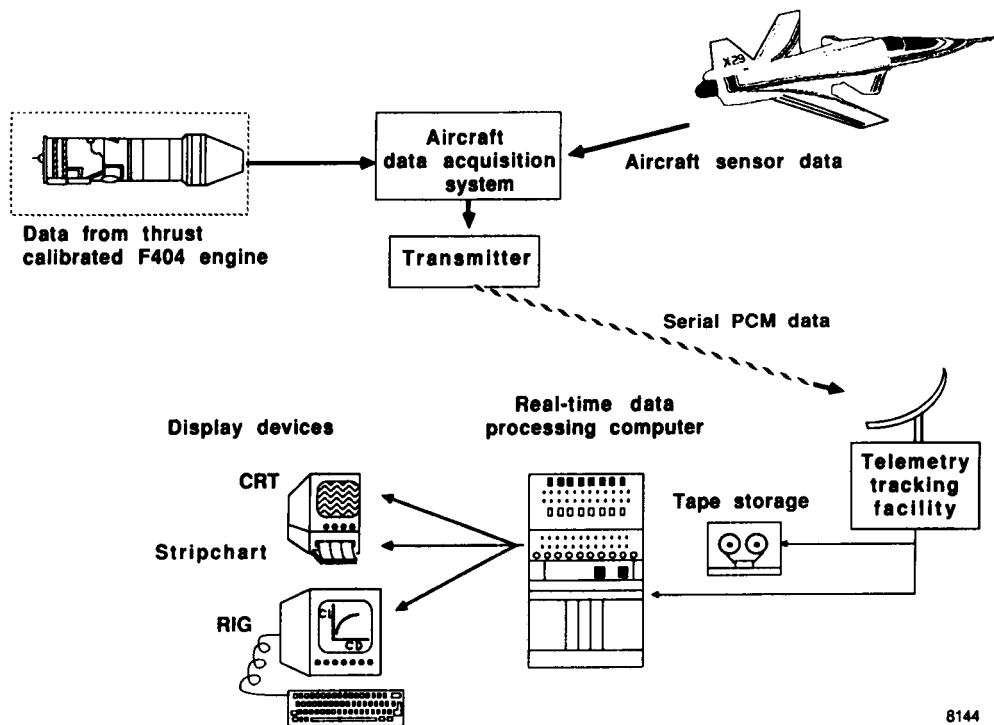 X29
Aircraft
data acquisition
system
Aircraft sensor data
Data from thrust
calibrated F404 engine
Transmitter
Serial PCM data
Real-time data
processing computer
Display devices
CRT
Telemetry
tracking
facility
Tape storage
Stripchart
RIG
CL
CD
8144